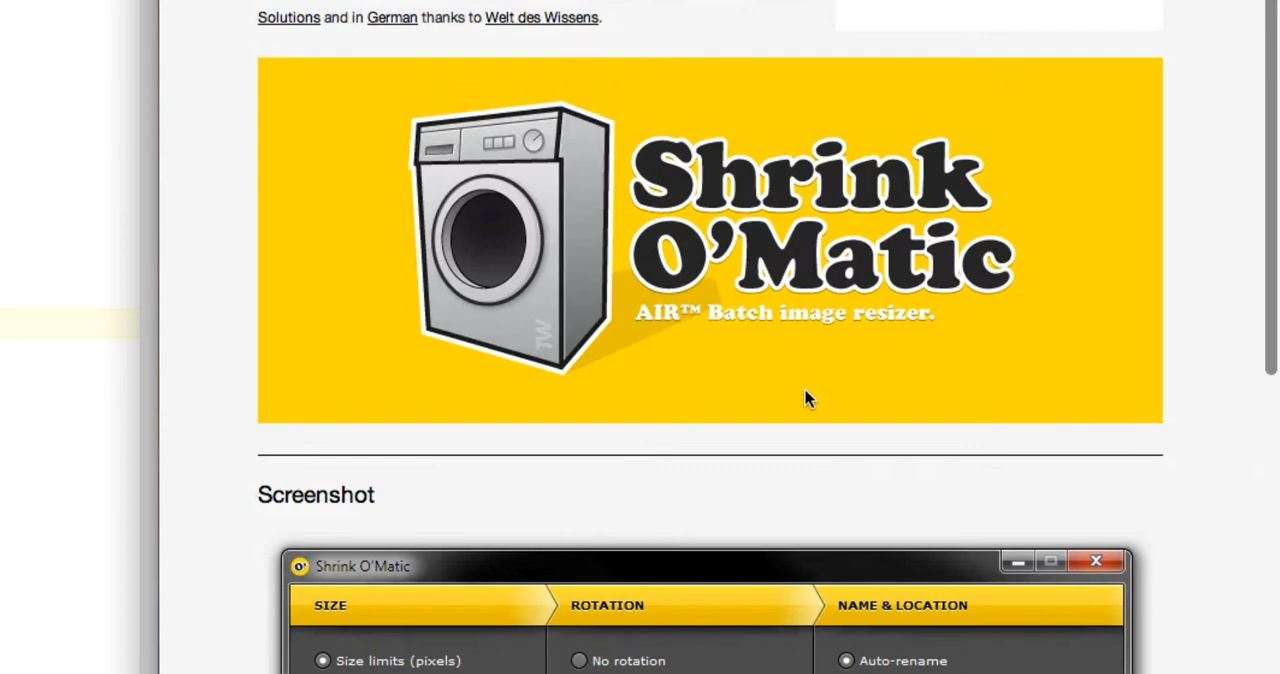 Solutions and in German thanks to Welt des Wissens.
Shrink
O'Matic
AIR™ Batch image resizer.
TW
Screenshot
O' Shrink O'Matic
SIZE ROTATION NAME & LOCATION
Size limits (pixels) No rotation Auto-rename